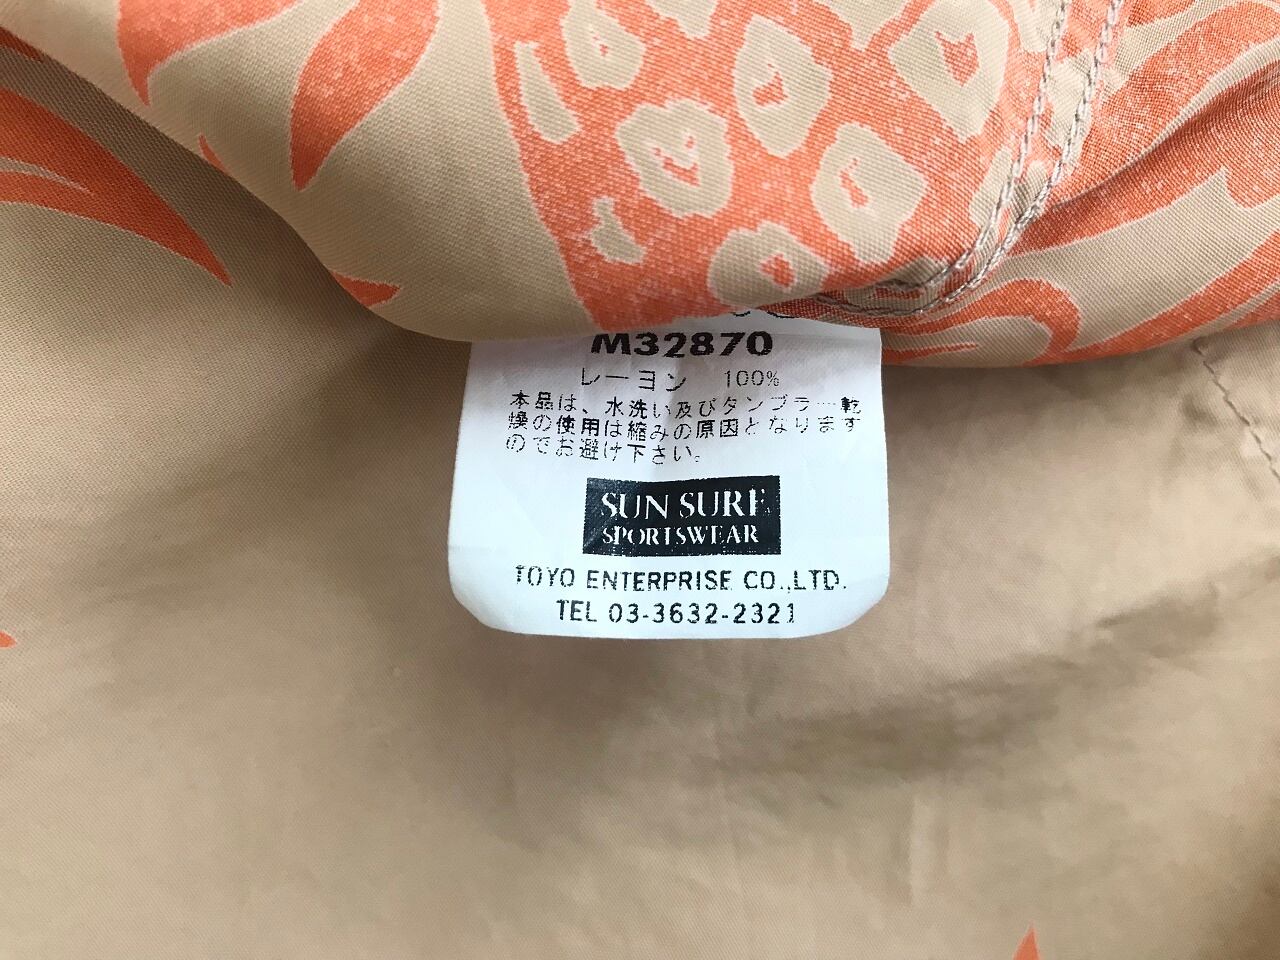 M32870
レーヨン 100%
本品は、水洗い及びタンブラー乾
燥の使用は縮みの原因となります
のでお避け下さい。
SUN SURF
SPORTSWEAR
TOYO ENTERPRISE CO.,LTD.
TEL 03-3632-2321